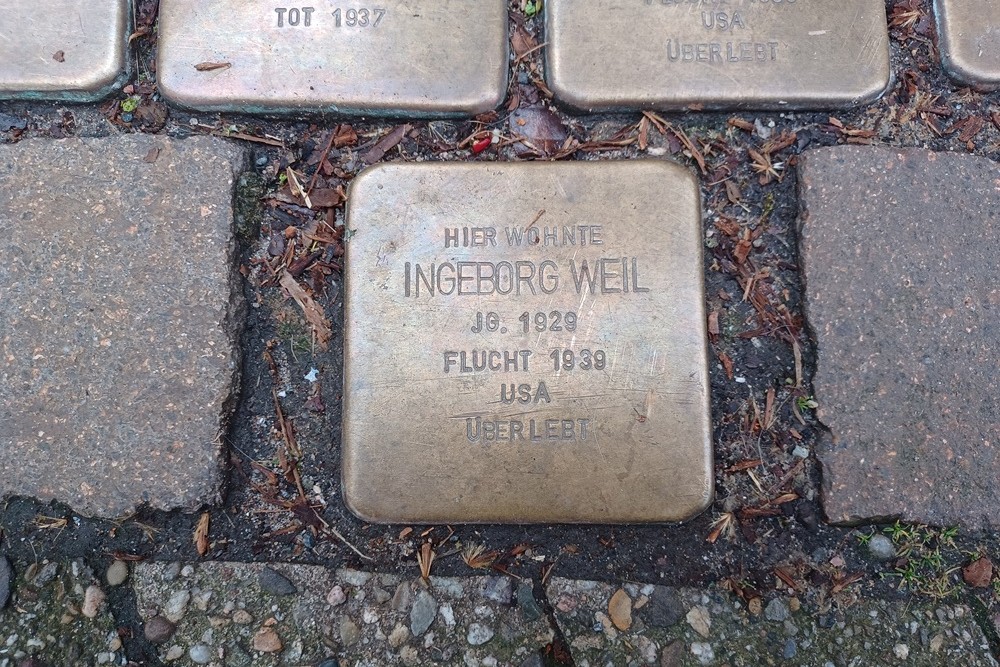 TOT 1937
USA
ÜBERLEBT
HIER WOHNTE
INGEBORG WEIL
JG. 1929
FLUCHT 1939
USA
ÜBERLEBT